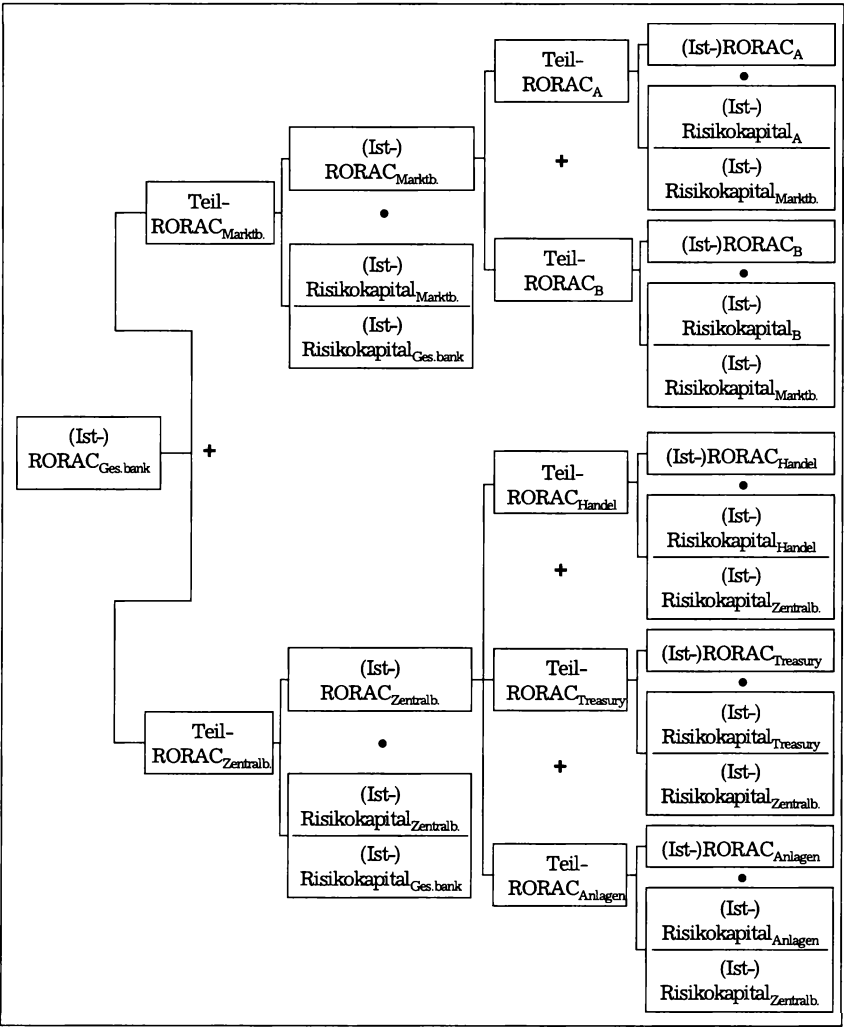 Teil-
RORAC_A
(Ist-)RORAC_A
•
(Ist-)
Risikokapital_A
(Ist-)
Risikokapital_Marktb.
+
(Ist-)
RORAC_Marktb.
•
Teil-
RORAC_Marktb.
(Ist-)
Risikokapital_Marktb.
(Ist-)
Risikokapital_Ges.bank
Teil-
RORAC_B
(Ist-)RORAC_B
•
(Ist-)
Risikokapital_B
(Ist-)
Risikokapital_Marktb.
(Ist-)
RORAC_Ges.bank
+
Teil-
RORAC_Handel
(Ist-)RORAC_Handel
•
(Ist-)
Risikokapital_Handel
(Ist-)
Risikokapital_Zentralb.
+
(Ist-)
RORAC_Zentralb.
•
Teil-
RORAC_Zentralb.
(Ist-)
Risikokapital_Zentralb.
(Ist-)
Risikokapital_Ges.bank
Teil-
RORAC_Treasury
(Ist-)RORAC_Treasury
•
(Ist-)
Risikokapital_Treasury
(Ist-)
Risikokapital_Zentralb.
+
Teil-
RORAC_Anlagen
(Ist-)RORAC_Anlagen
•
(Ist-)
Risikokapital_Anlagen
(Ist-)
Risikokapital_Zentralb.